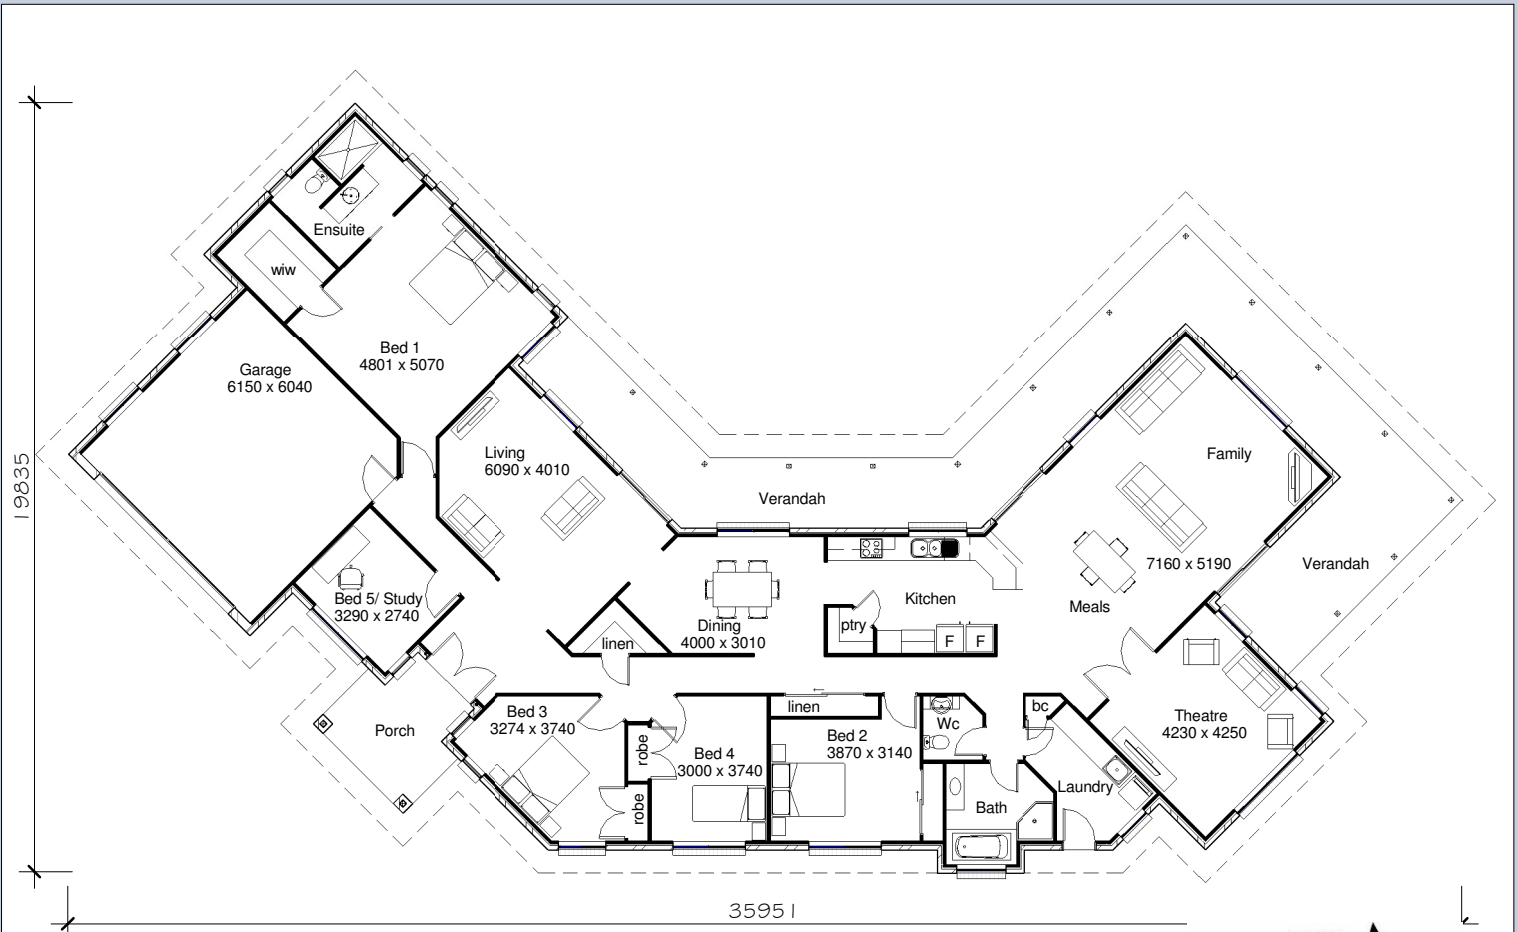 19835
Ensuite
wiw
Bed 1
4801 x 5070
Garage
6150 x 6040
Living
6090 x 4010
Family
Verandah
7160 x 5190
Verandah
Bed 5/ Study
3290 x 2740
Kitchen
Meals
Dining
4000 x 3010
ptry
F
F
linen
Porch
Bed 3
3274 x 3740
robe
robe
Bed 4
3000 x 3740
linen
Bed 2
3870 x 3140
Wc
bc
Theatre
4230 x 4250
Laundry
Bath
35951